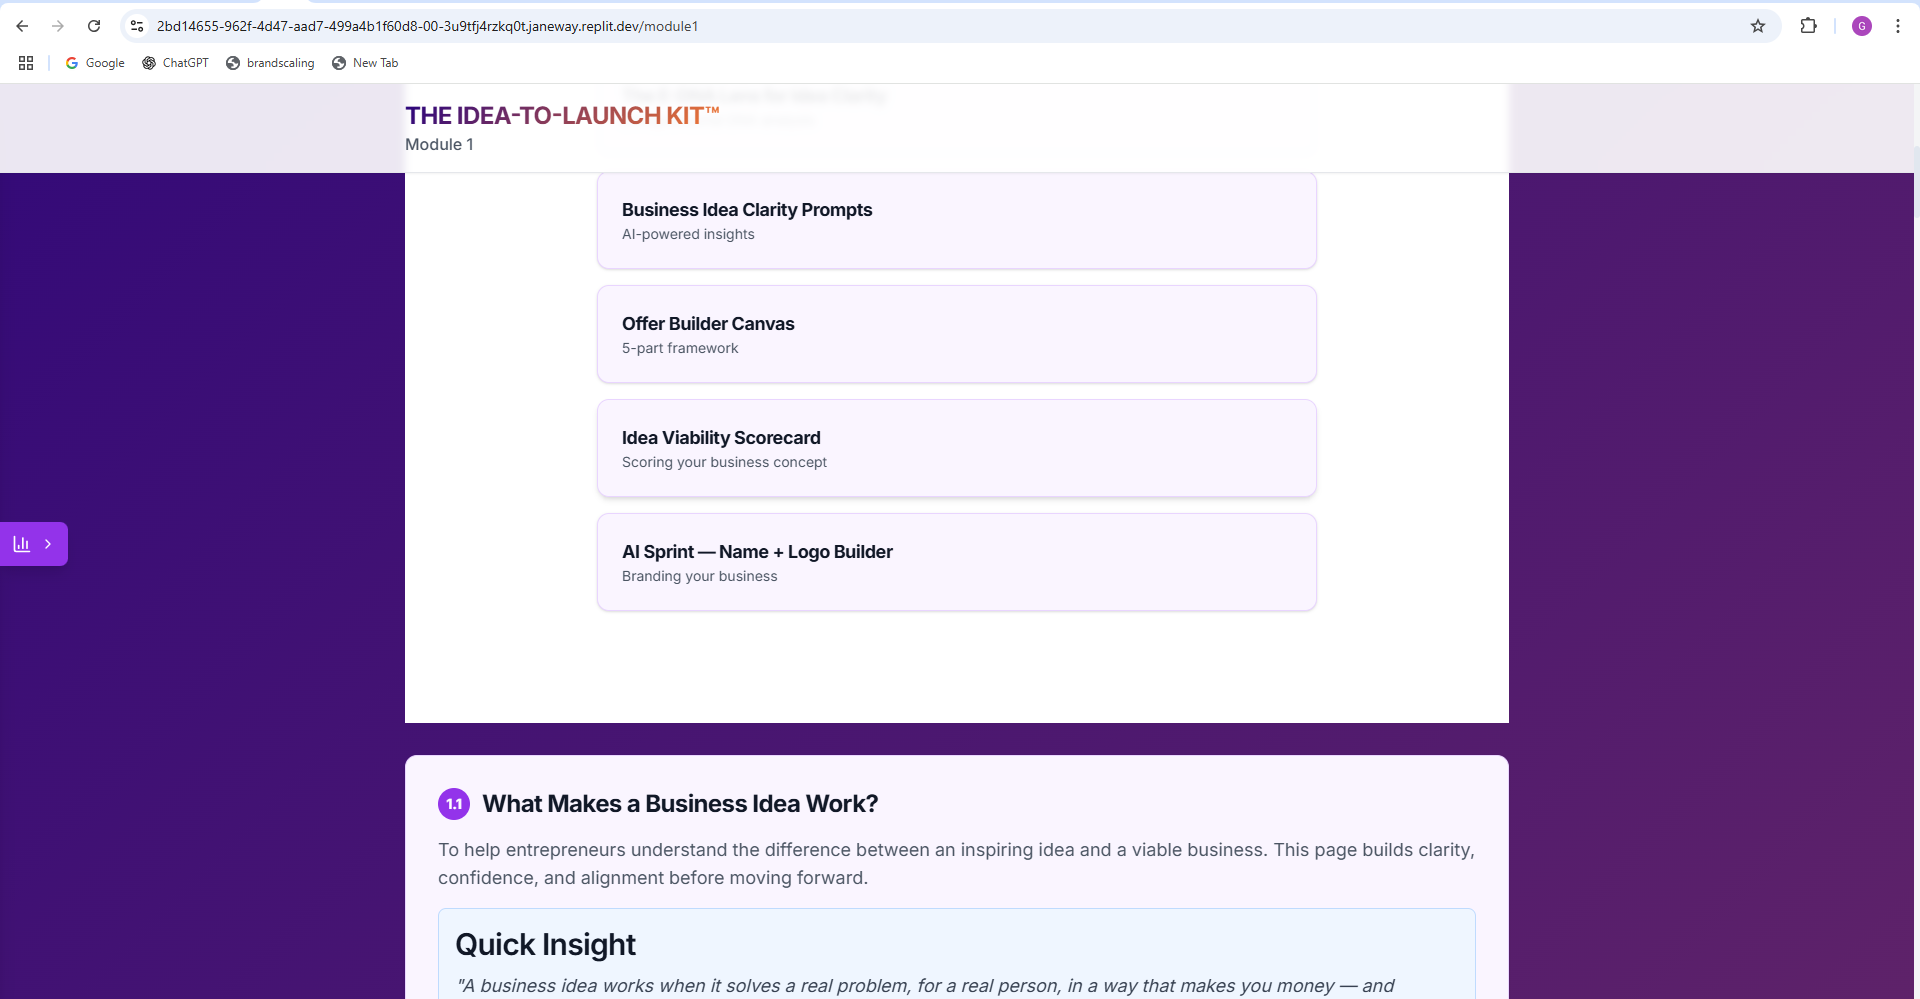 2bd14655-962f-4d47-aad7-499a4b1f60d8-00-3u9tfj4rzkq0t.janeway.replit.dev/module1
G
Google
ChatGPT
brandscaling
New Tab
THE IDEA-TO-LAUNCH KIT™
Module 1
Business Idea Clarity Prompts
AI-powered insights
Offer Builder Canvas
5-part framework
Idea Viability Scorecard
Scoring your business concept
AI Sprint — Name + Logo Builder
Branding your business
1.1 What Makes a Business Idea Work?
To help entrepreneurs understand the difference between an inspiring idea and a viable business. This page builds clarity,
confidence, and alignment before moving forward.
Quick Insight
"A business idea works when it solves a real problem, for a real person, in a way that makes you money — and